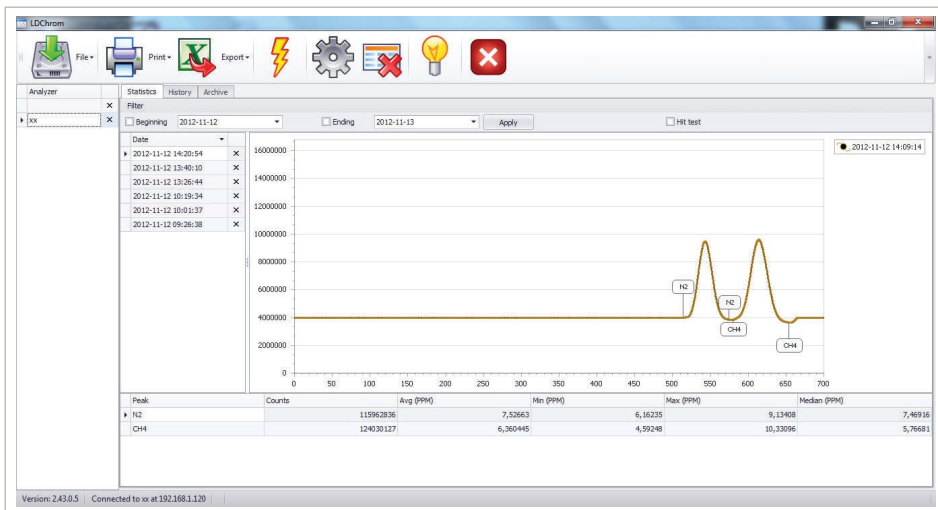 LDChrom
File
Print
Export
Analyzer
xx
Statistics History Archive
Filter
Beginning 2012-11-12 Ending 2012-11-13 Apply Hit test
Date
2012-11-12 14:20:54
2012-11-12 13:40:10
2012-11-12 13:26:44
2012-11-12 10:19:34
2012-11-12 10:01:37
2012-11-12 09:26:38
2012-11-12 14:09:14
16000000
14000000
12000000
10000000
8000000
6000000
4000000
2000000
0
N2
N2
CH4
CH4
0 50 100 150 200 250 300 350 400 450 500 550 600 650 700
Peak Counts Avg (PPM) Min (PPM) Max (PPM) Median (PPM)
N2 115962836 7,52663 6,16235 9,13408 7,46916
CH4 124030127 6,360445 4,59248 10,33096 5,76681
Version: 2.43.0.5 Connected to xx at 192.168.1.120